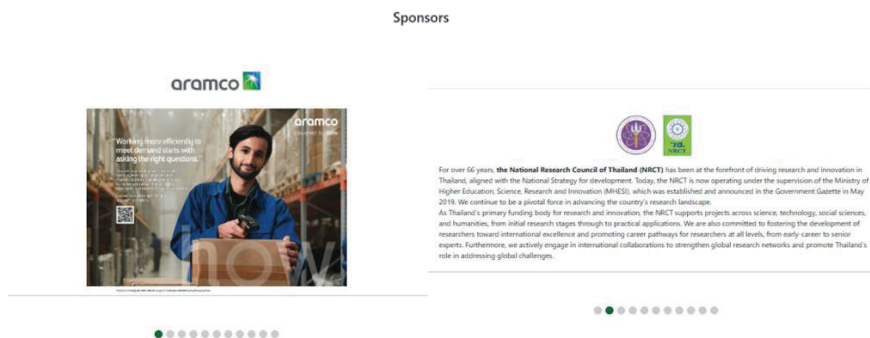 Sponsors
aramco
aramco
Working more efficiently to
meet demand starts with
asking the right questions.
how
วช.
NRCT
For over 66 years, the National Research Council of Thailand (NRCT) has been at the forefront of driving research and innovation in
Thailand, aligned with the National Strategy for development. Today, the NRCT is now operating under the supervision of the Ministry of
Higher Education, Science, Research and Innovation (MHESI), which was established and announced in the Government Gazette in May
2019. We continue to be a pivotal force in advancing the country's research landscape.
As Thailand's primary funding body for research and innovation, the NRCT supports projects across science, technology, social sciences,
and humanities, from initial research stages through to practical applications. We are also committed to fostering the development of
researchers toward international excellence and promoting career pathways for researchers at all levels, from early-career to senior
experts. Furthermore, we actively engage in international collaborations to strengthen global research networks and promote Thailand's
role in addressing global challenges.